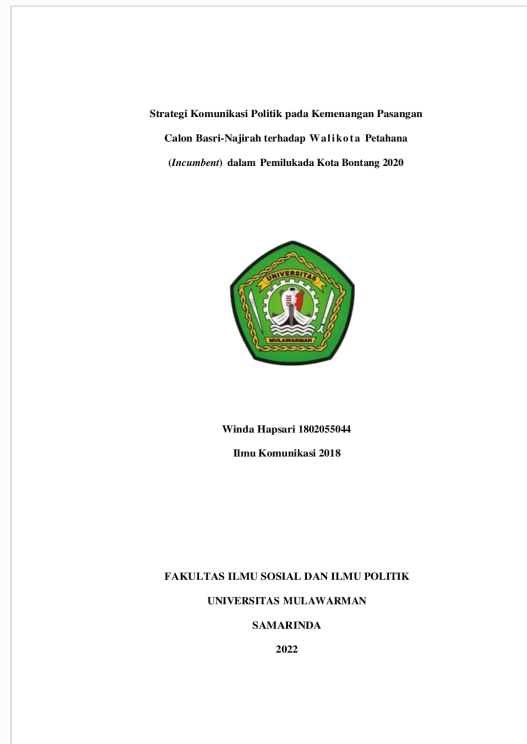 Strategi Komunikasi Politik pada Kemenangan Pasangan
Calon Basri-Najirah terhadap Walikota Petahana
(Incumbent) dalam Pemilukada Kota Bontang 2020
UNIVERSITAS
MULAWARMAN
Winda Hapsari 1802055044
Ilmu Komunikasi 2018
FAKULTAS ILMU SOSIAL DAN ILMU POLITIK
UNIVERSITAS MULAWARMAN
SAMARINDA
2022